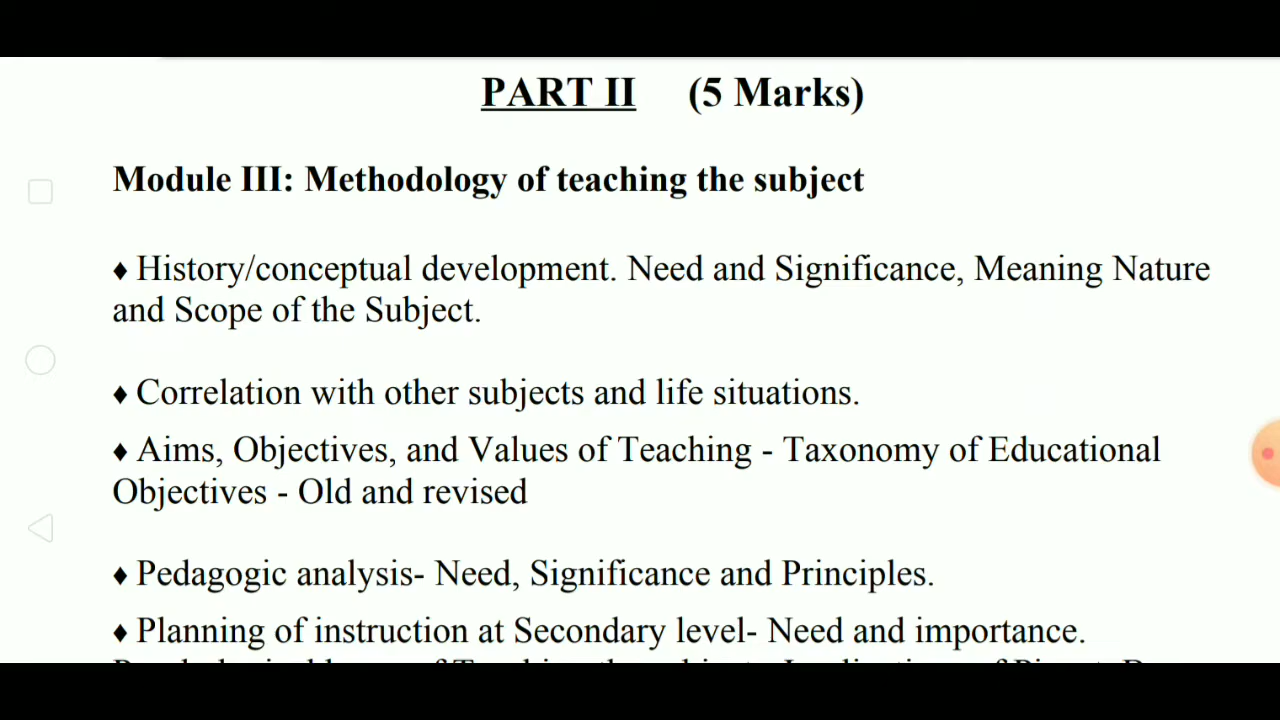 PART II (5 Marks)
Module III: Methodology of teaching the subject
♦ History/conceptual development. Need and Significance, Meaning Nature
and Scope of the Subject.
♦ Correlation with other subjects and life situations.
♦ Aims, Objectives, and Values of Teaching - Taxonomy of Educational
Objectives - Old and revised
♦ Pedagogic analysis- Need, Significance and Principles.
♦ Planning of instruction at Secondary level- Need and importance.